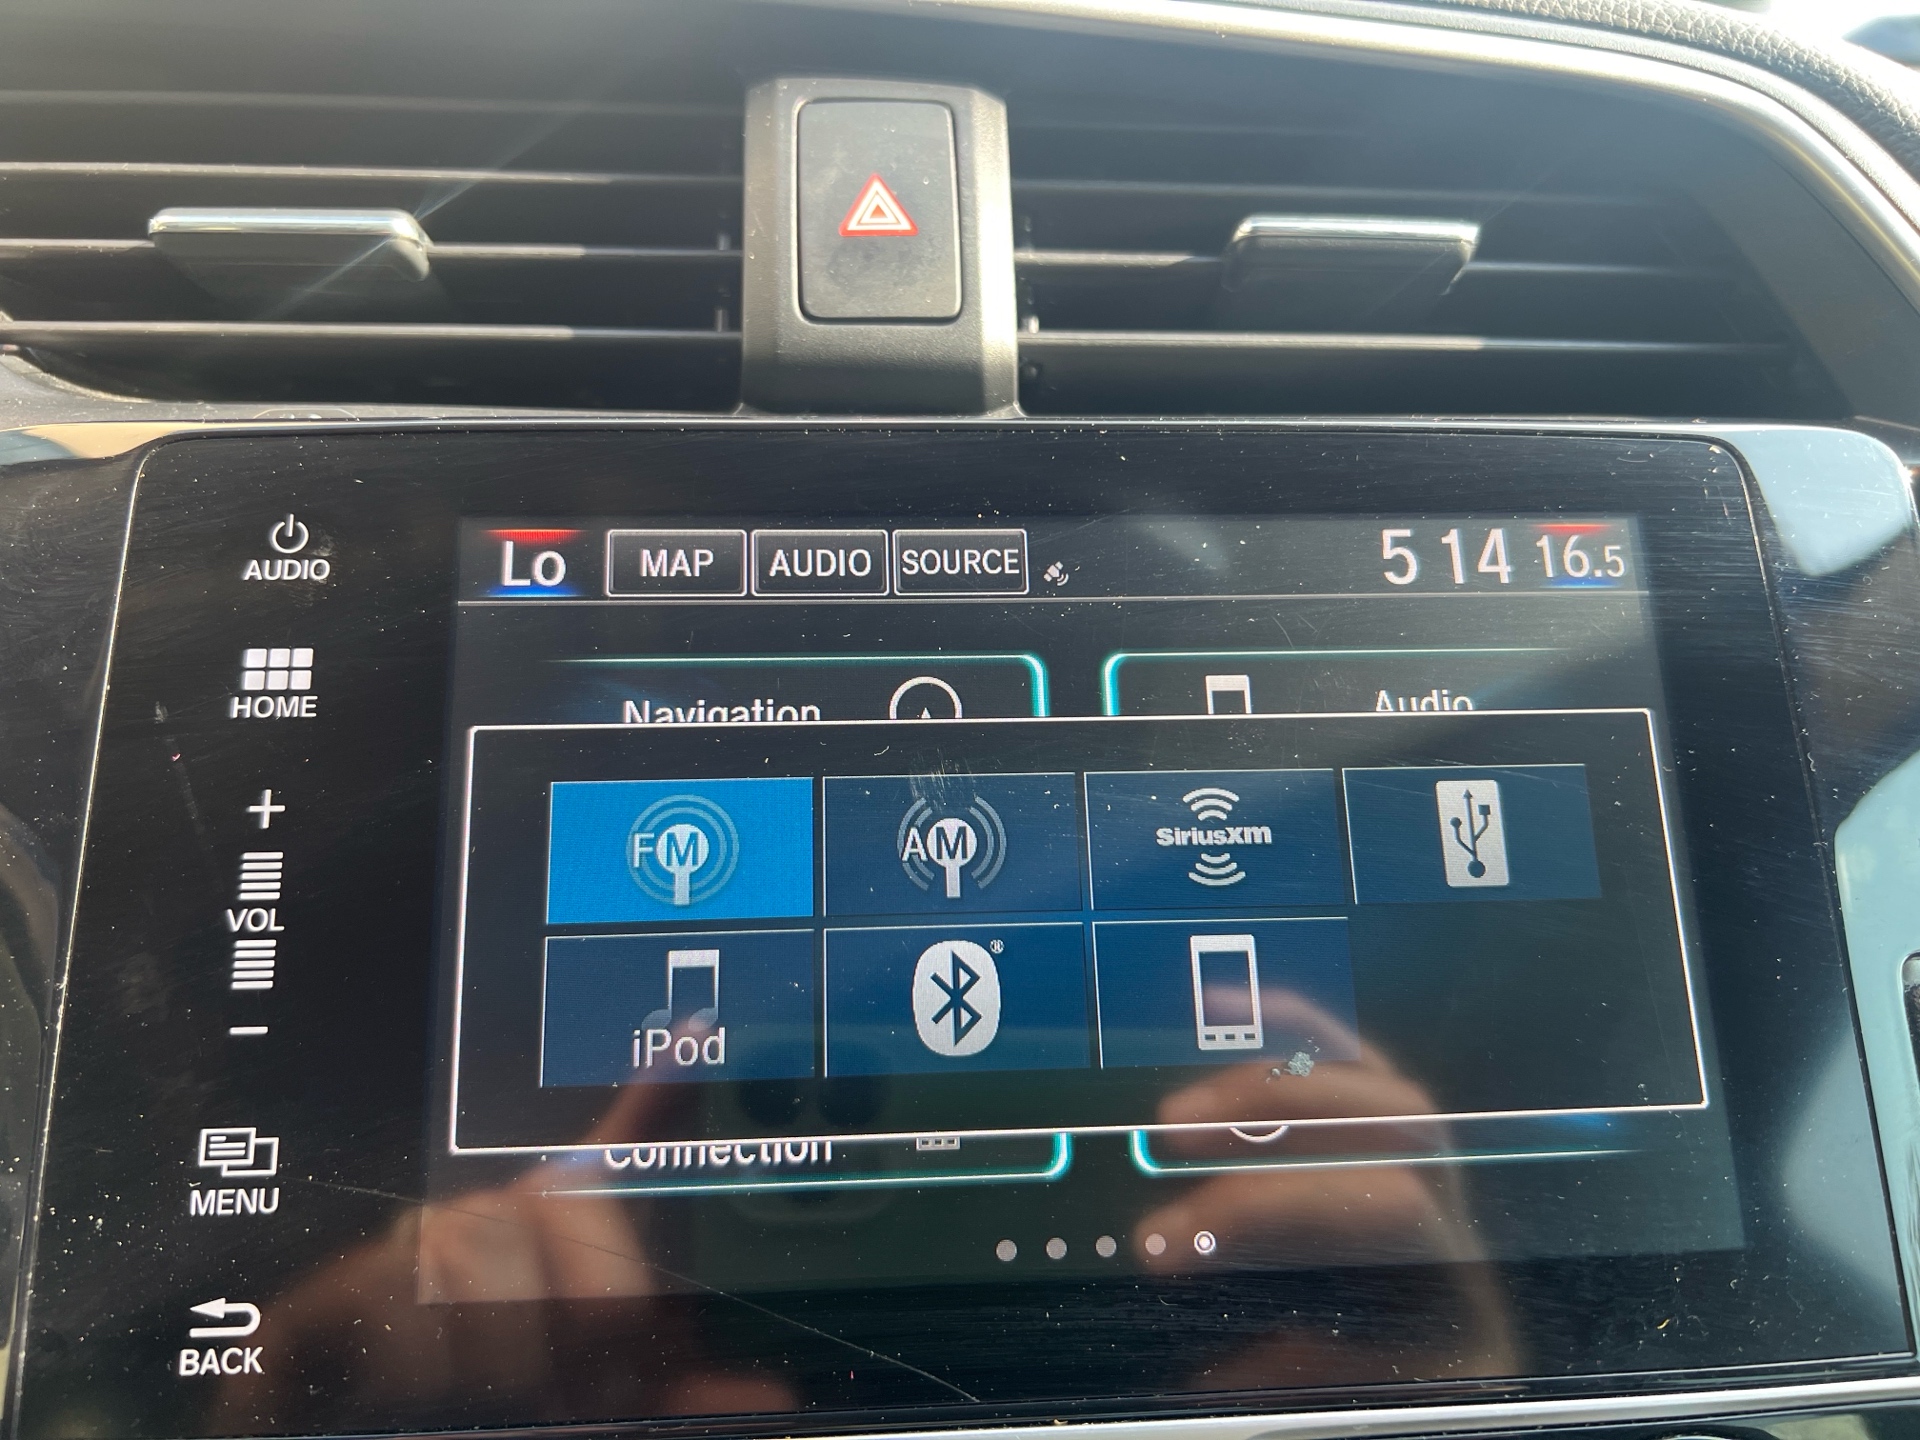 AUDIO
HOME
+
VOL
−
MENU
BACK
Lo MAP AUDIO SOURCE 5 14 16.5
Navigation Audio
FM AM SiriusXM
iPod ®
Connection